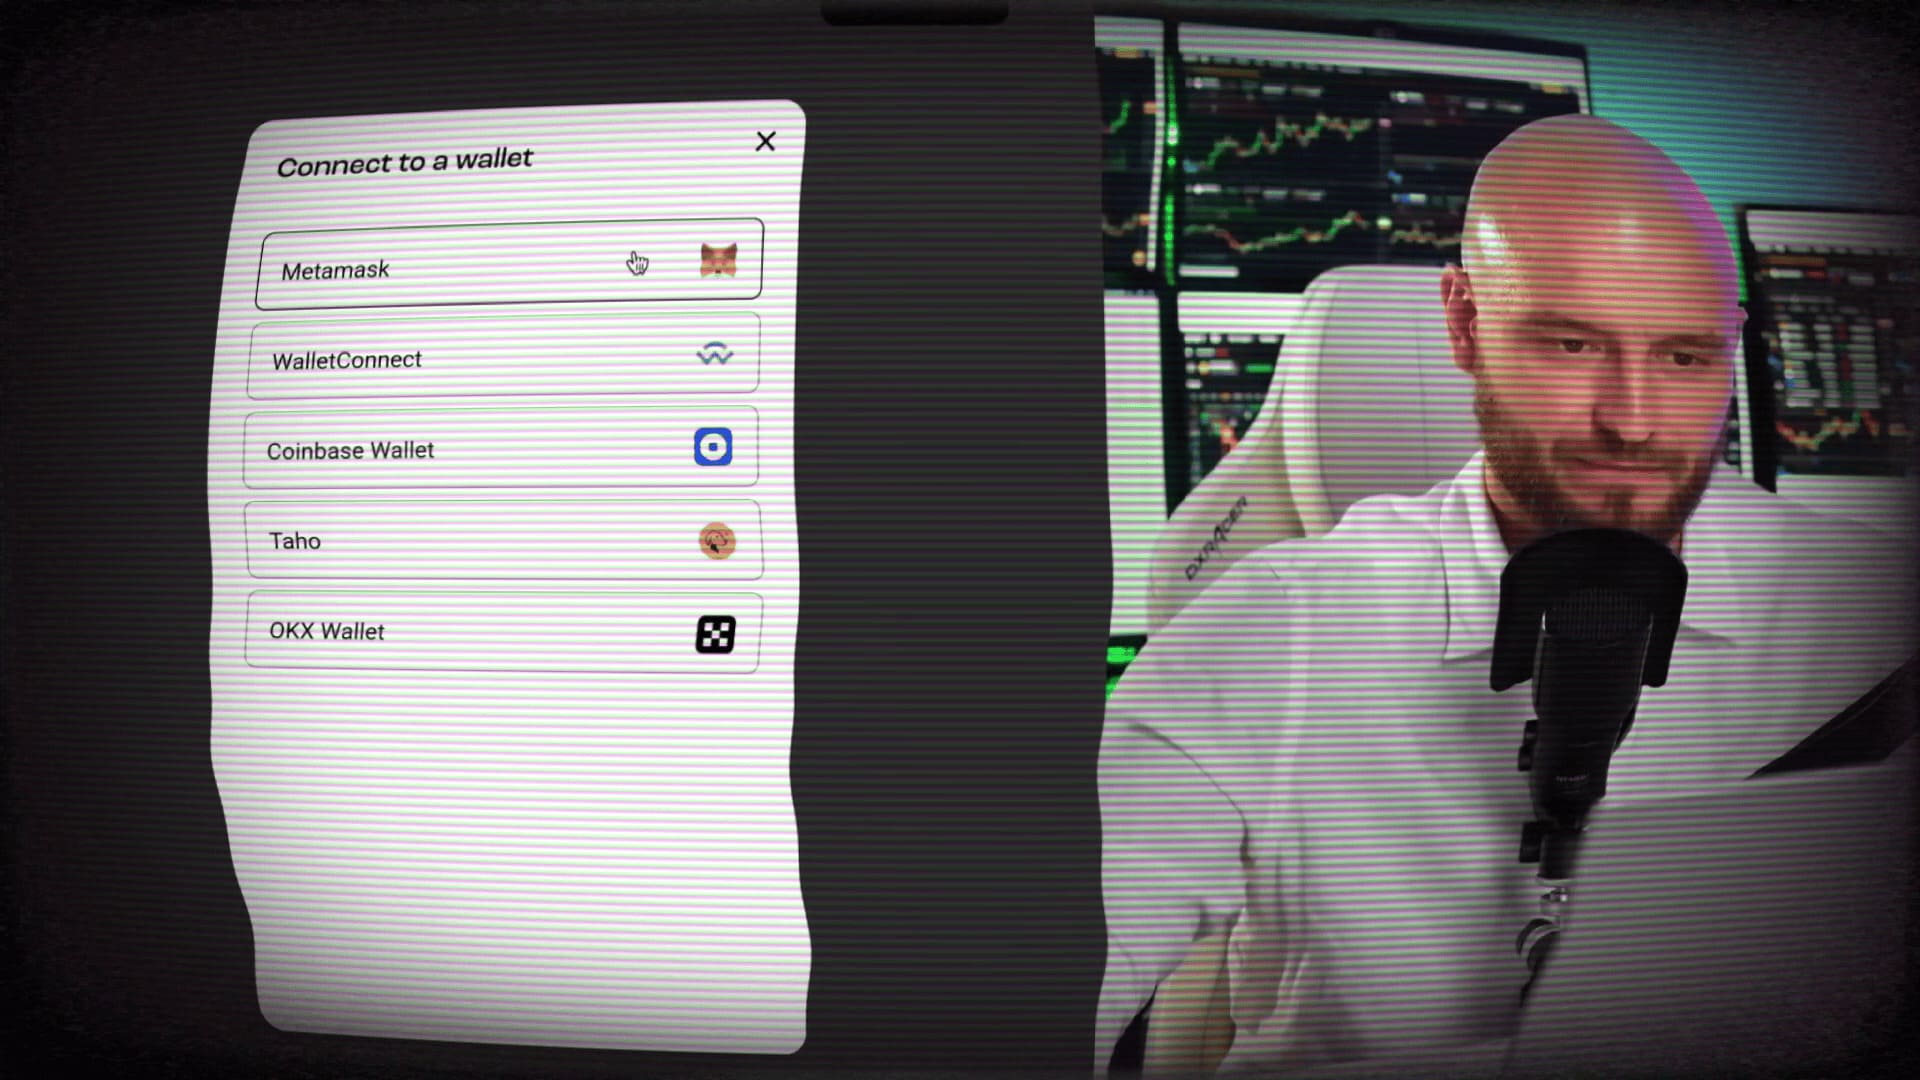 Connect to a wallet
Metamask
WalletConnect
Coinbase Wallet
Taho
OKX Wallet
DXRACER